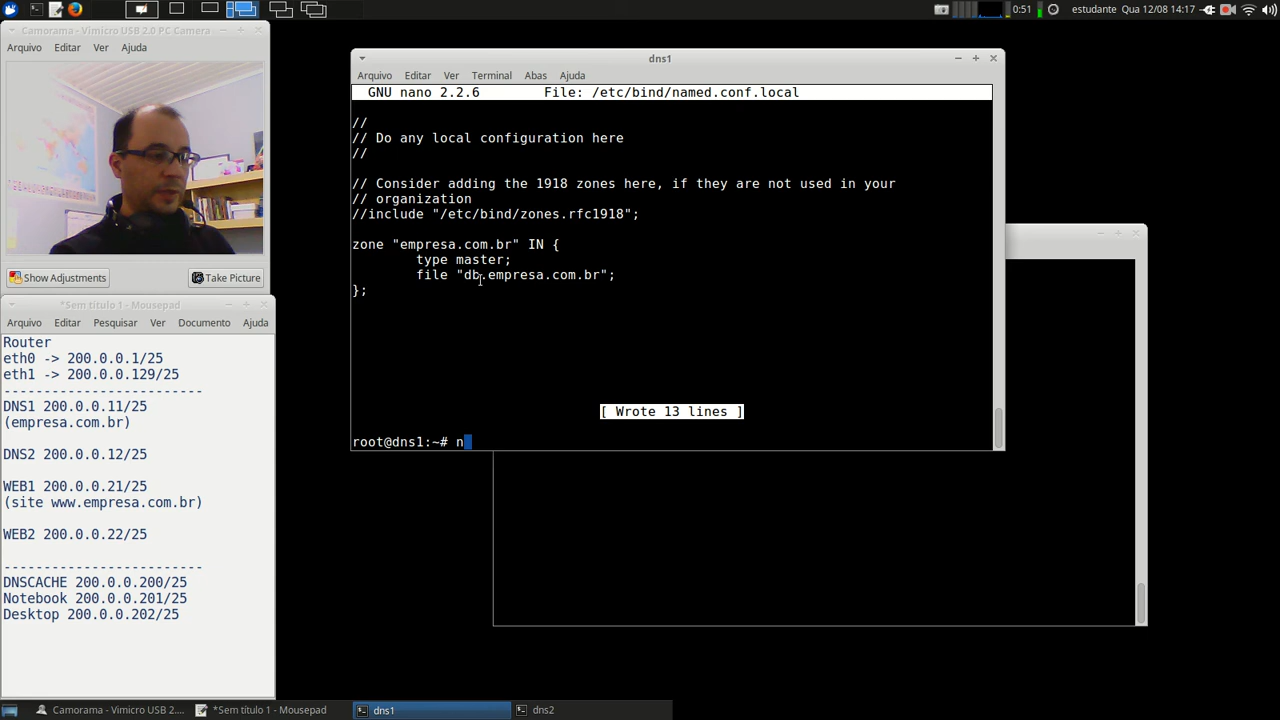 0:51 estudante Qua 12/08 14:17
Camorama - Vimicro USB 2.0 PC Camera
Arquivo Editar Ver Ajuda
Show Adjustments Take Picture
*Sem título 1 - Mousepad
Arquivo Editar Pesquisar Ver Documento Ajuda
Router
eth0 -> 200.0.0.1/25
eth1 -> 200.0.0.129/25
-------------------------
DNS1 200.0.0.11/25
(empresa.com.br)
DNS2 200.0.0.12/25
WEB1 200.0.0.21/25
(site www.empresa.com.br)
WEB2 200.0.0.22/25
-------------------------
DNSCACHE 200.0.0.200/25
Notebook 200.0.0.201/25
Desktop 200.0.0.202/25
dns1
Arquivo Editar Ver Terminal Abas Ajuda
GNU nano 2.2.6 File: /etc/bind/named.conf.local
//
// Do any local configuration here
//
// Consider adding the 1918 zones here, if they are not used in your
// organization
//include "/etc/bind/zones.rfc1918";
zone "empresa.com.br" IN {
type master;
file "db.empresa.com.br";
};
[ Wrote 13 lines ]
root@dns1:~# n
Camorama - Vimicro USB 2.... *Sem título 1 - Mousepad dns1 dns2